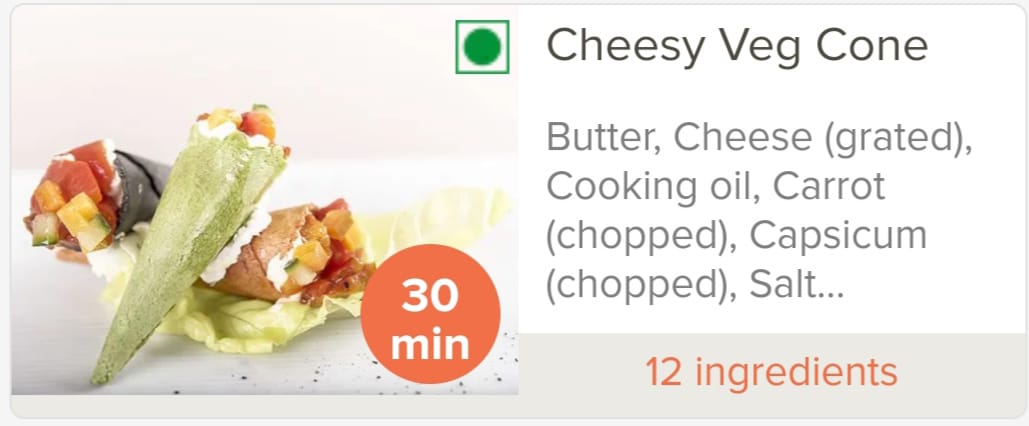 Cheesy Veg Cone
Butter, Cheese (grated),
Cooking oil, Carrot
(chopped), Capsicum
(chopped), Salt...
30
min
12 ingredients